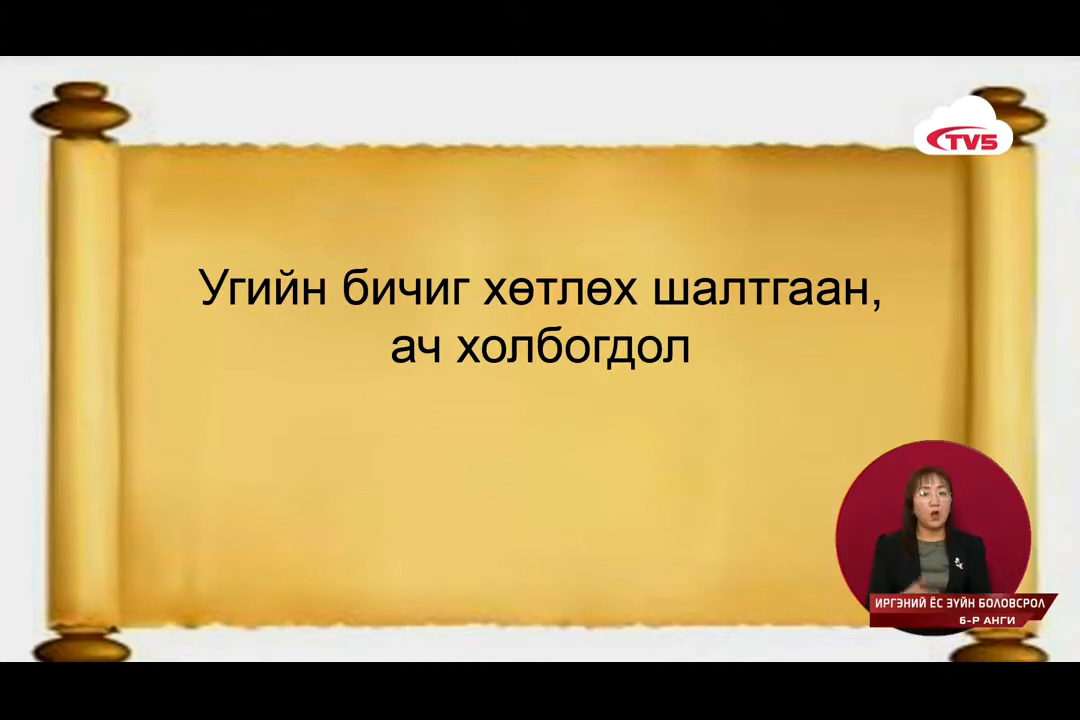 TV5
Угийн бичиг хөтлөх шалтгаан,
ач холбогдол
ИРГЭНИЙ ЁС ЗҮЙН БОЛОВСРОЛ
6-Р АНГИ